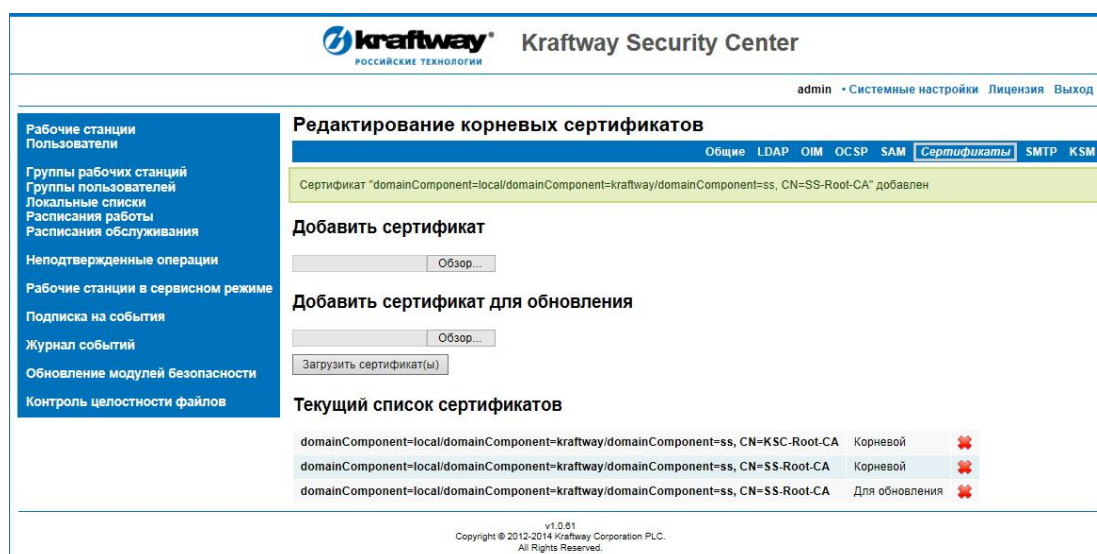 kraftway® Kraftway Security Center
РОССИЙСКИЕ ТЕХНОЛОГИИ
admin • Системные настройки Лицензия Выход
Рабочие станции
Пользователи
Группы рабочих станций
Группы пользователей
Локальные списки
Расписания работы
Расписания обслуживания
Неподтвержденные операции
Рабочие станции в сервисном режиме
Подписка на события
Журнал событий
Обновление модулей безопасности
Контроль целостности файлов
Редактирование корневых сертификатов
Общие LDAP OIM OCSP SAM Сертификаты SMTP KSM
Сертификат "domainComponent=local/domainComponent=kraftway/domainComponent=ss, CN=SS-Root-CA" добавлен
Добавить сертификат
Обзор...
Добавить сертификат для обновления
Обзор...
Загрузить сертификат(ы)
Текущий список сертификатов
domainComponent=local/domainComponent=kraftway/domainComponent=ss, CN=KSC-Root-CA Корневой
domainComponent=local/domainComponent=kraftway/domainComponent=ss, CN=SS-Root-CA Корневой
domainComponent=local/domainComponent=kraftway/domainComponent=ss, CN=SS-Root-CA Для обновления
v1.0.61
Copyright © 2012-2014 Kraftway Corporation PLC.
All Rights Reserved.